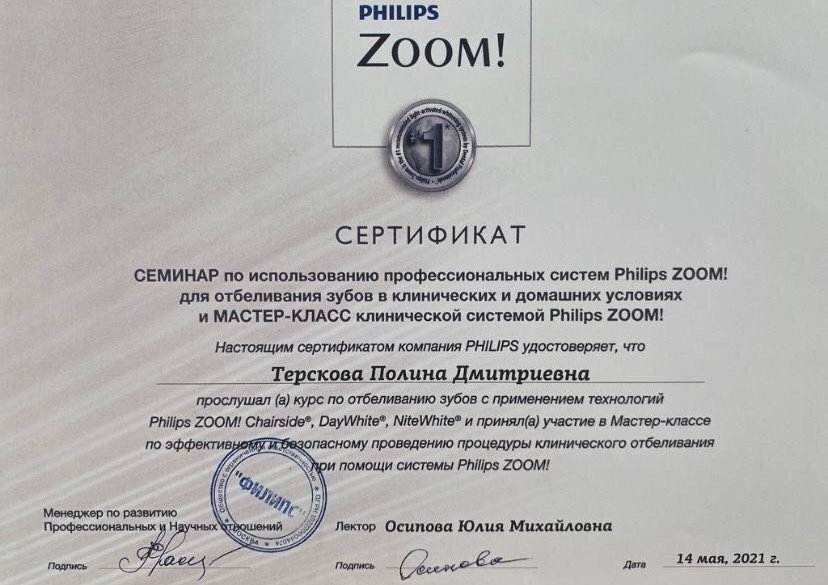 PHILIPS
ZOOM!
1
СЕРТИФИКАТ
СЕМИНАР по использованию профессиональных систем Philips ZOOM!
для отбеливания зубов в клинических и домашних условиях
и МАСТЕР-КЛАСС клинической системой Philips ZOOM!
Настоящим сертификатом компания PHILIPS удостоверяет, что
Терскова Полина Дмитриевна
прослушал (а) курс по отбеливанию зубов с применением технологий
Philips ZOOM! Chairside®, DayWhite®, NiteWhite® и принял(а) участие в Мастер-классе
по эффективному и безопасному проведению процедуры клинического отбеливания
при помощи системы Philips ZOOM!
"ФИЛИПС"
МОСКВА
Менеджер по развитию
Профессиональных и Научных отношений
Лектор Осипова Юлия Михайловна
Подпись
Подпись Осипова
Дата 14 мая, 2021 г.